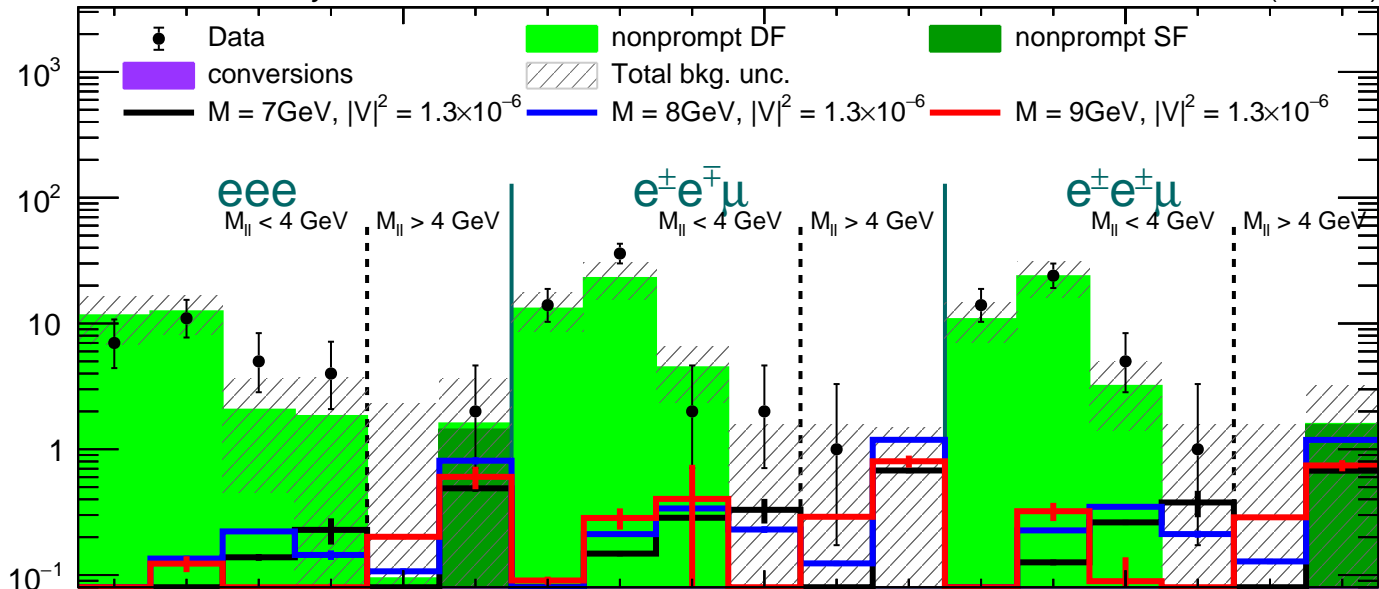 Data nonprompt DF nonprompt SF
conversions Total bkg. unc.
M = 7GeV, |V|² = 1.3×10⁻⁶ M = 8GeV, |V|² = 1.3×10⁻⁶ M = 9GeV, |V|² = 1.3×10⁻⁶
10³
eee e±e∓μ e±e±μ
10²
M_ll < 4 GeV M_ll > 4 GeV M_ll < 4 GeV M_ll > 4 GeV M_ll < 4 GeV M_ll > 4 GeV
10
1
10⁻¹